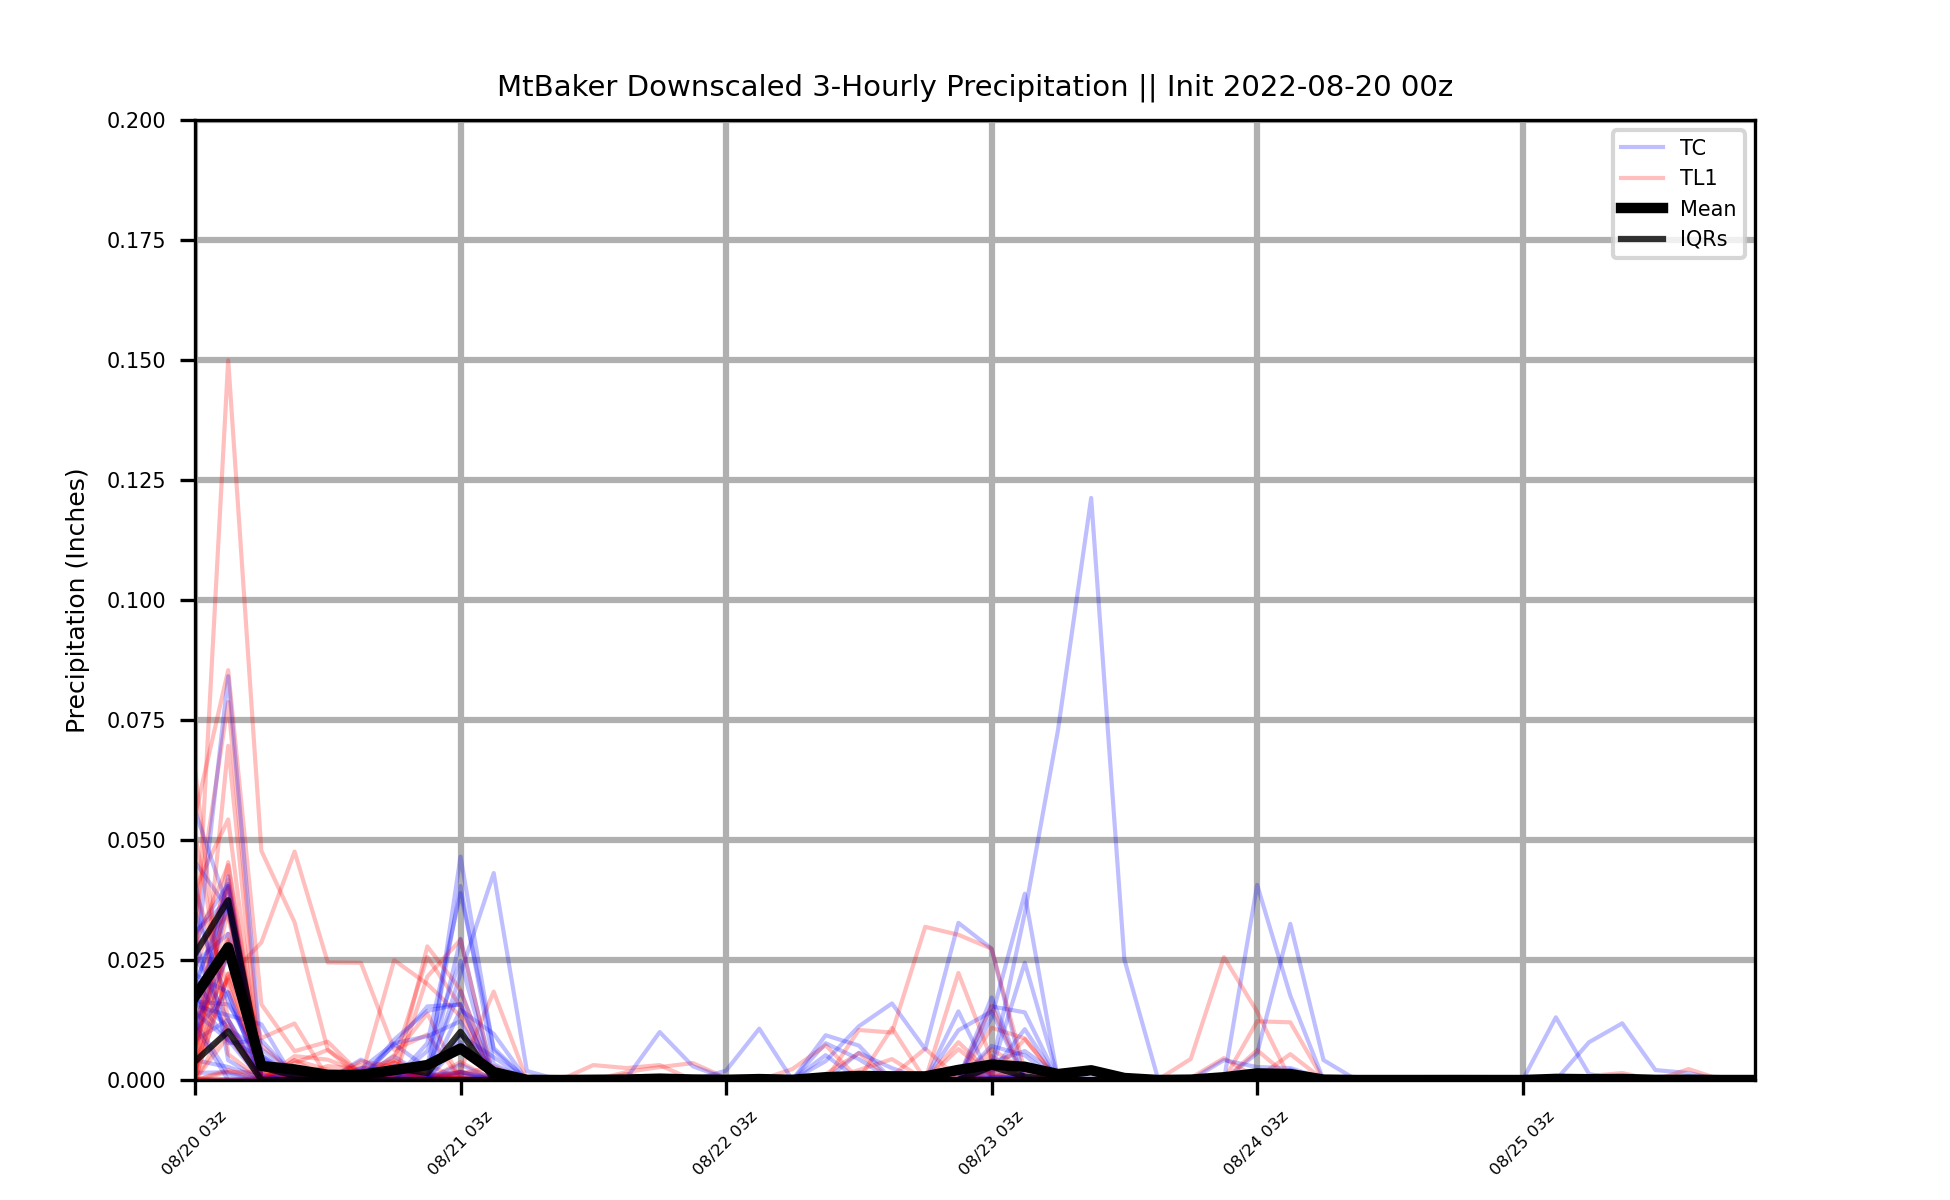 MtBaker Downscaled 3-Hourly Precipitation || Init 2022-08-20 00z
Precipitation (Inches)
0.200
0.175
0.150
0.125
0.100
0.075
0.050
0.025
0.000
TC
TL1
Mean
IQRs
08/20 03z
08/21 03z
08/22 03z
08/23 03z
08/24 03z
08/25 03z